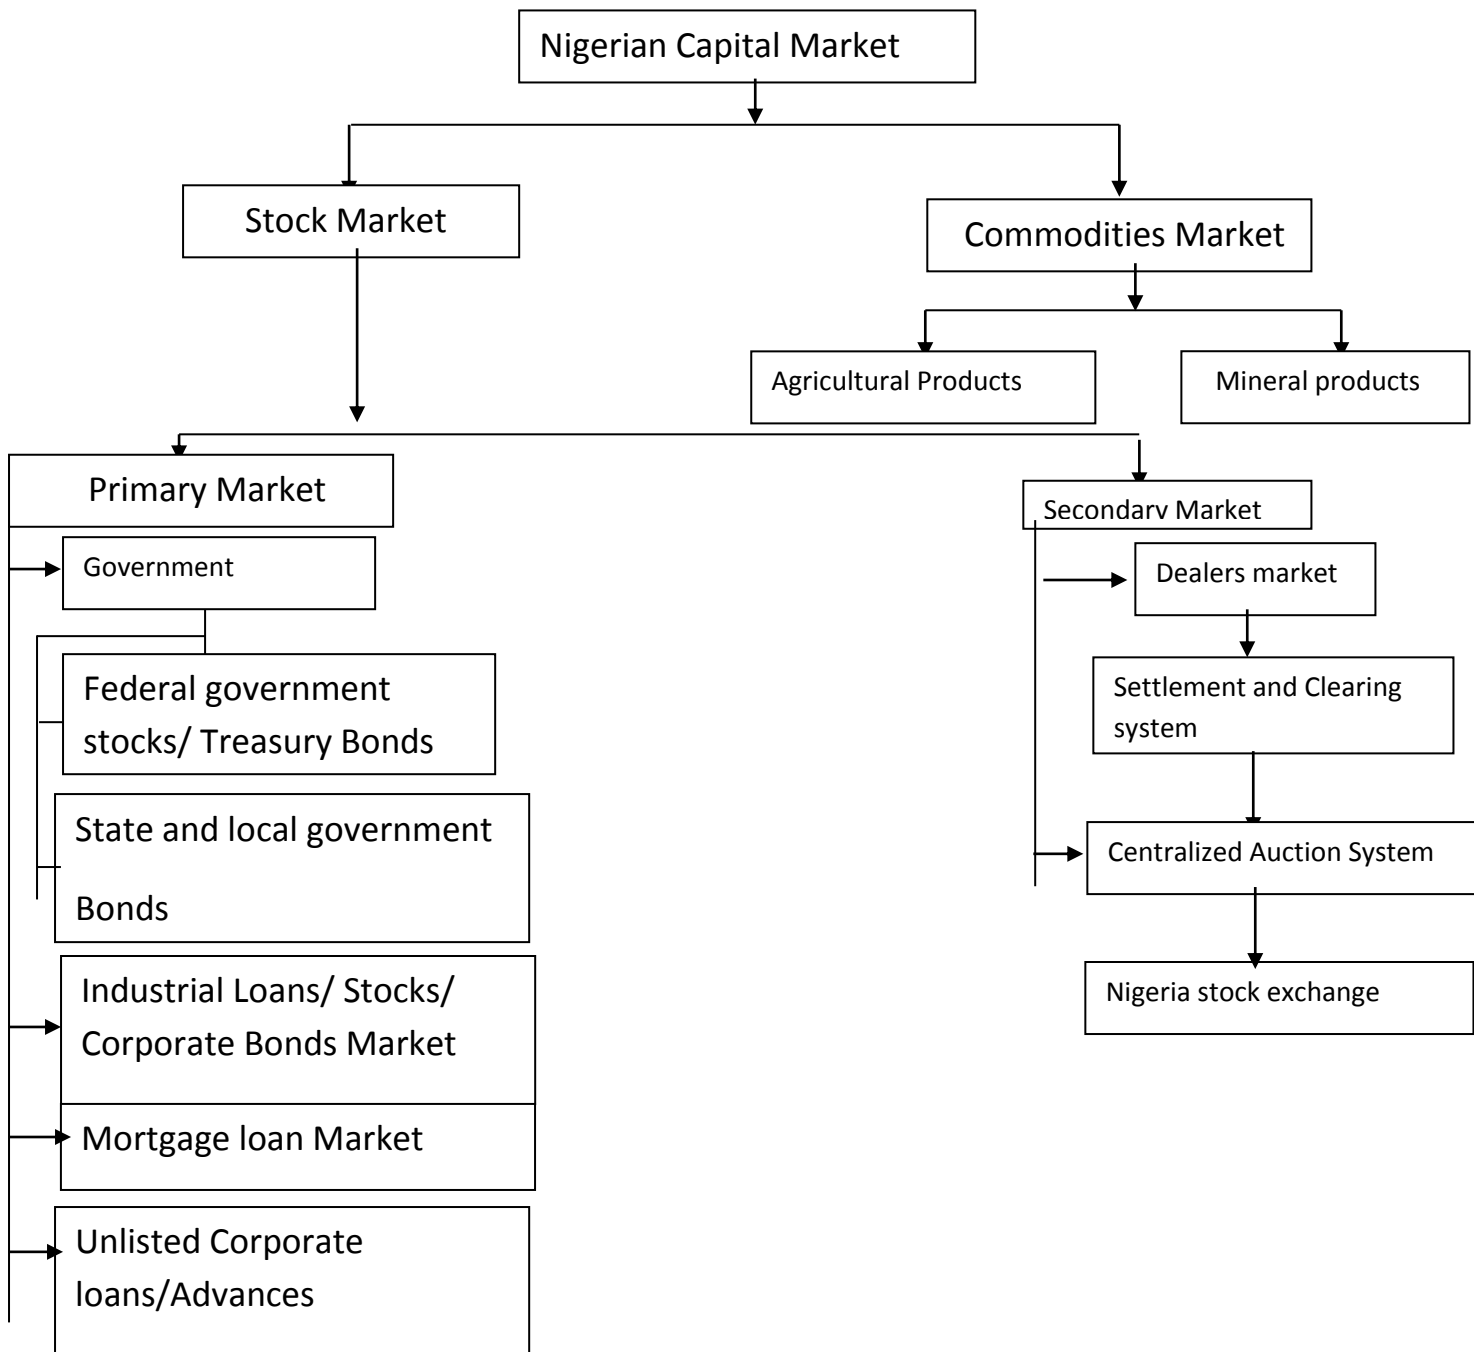 Nigerian Capital Market
Stock Market
Commodities Market
Agricultural Products
Mineral products
Primary Market
Secondary Market
Government
Dealers market
Federal government
stocks/ Treasury Bonds
Settlement and Clearing
system
State and local government
Bonds
Centralized Auction System
Industrial Loans/ Stocks/
Corporate Bonds Market
Nigeria stock exchange
Mortgage loan Market
Unlisted Corporate
loans/Advances